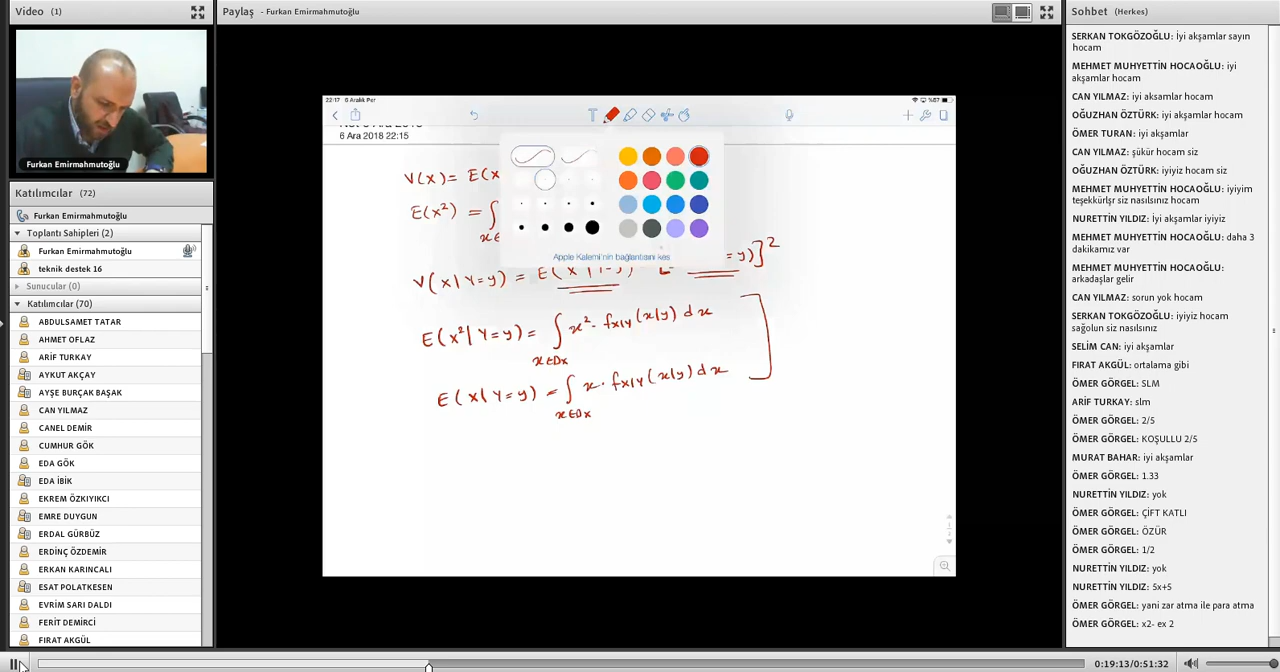 Video (1)
Furkan Emirmahmutoğlu
Katılımcılar (72)
Furkan Emirmahmutoğlu
Toplantı Sahipleri (2)
Furkan Emirmahmutoğlu
teknik destek 16
Sunucular (0)
Katılımcılar (70)
ABDULSAMET TATAR
AHMET OFLAZ
ARİF TURKAY
AYKUT AKÇAY
AYŞE BURÇAK BAŞAK
CAN YILMAZ
CANEL DEMİR
CUMHUR GÖK
EDA GÖK
EDA İBİK
EKREM ÖZKIYIKCI
EMRE DUYGUN
ERDAL GÜRBÜZ
ERDİNÇ ÖZDEMİR
ERKAN KARINCALI
ESAT POLATKESEN
EVRİM SARI DALDI
FERİT DEMİRCİ
FIRAT AKGÜL
Paylaş - Furkan Emirmahmutoğlu
22:17 6 Aralık Per
%67
6 Ara 2018 22:15
V(x) = E(x
E(x²) = ∫
x∈
Apple Kalemi'nin bağlantısını kes
V(x|Y=y) = E(x²|Y=y) = y)]²
E(x²|Y=y) = ∫ x² · fx|y(x|y) dx
x∈Dx
E(x|Y=y) = ∫ x · fx|y(x|y) dx
x∈Dx
Sohbet (Herkes)
SERKAN TOKGÖZOĞLU: İyi akşamlar sayın
hocam
MEHMET MUHYETTİN HOCAOĞLU: iyi
akşamlar hocam
CAN YILMAZ: iyi aksamlar hocam
OĞUZHAN ÖZTÜRK: iyi akşamlar hocam
ÖMER TURAN: iyi akşamlar
CAN YILMAZ: şükür hocam siz
OĞUZHAN ÖZTÜRK: iyiyiz hocam siz
MEHMET MUHYETTİN HOCAOĞLU: iyiyim
teşekkürlşr siz nasılsınız hocam
NURETTİN YILDIZ: İyi akşamlar iyiyiz
MEHMET MUHYETTİN HOCAOĞLU: daha 3
dakikamız var
MEHMET MUHYETTİN HOCAOĞLU:
arkadaşlar gelir
CAN YILMAZ: sorun yok hocam
SERKAN TOKGÖZOĞLU: iyiyiz hocam
sağolun siz nasılsınız
SELİM CAN: iyi akşamlar
FIRAT AKGÜL: ortalama gibi
ÖMER GÖRGEL: SLM
ARİF TURKAY: slm
ÖMER GÖRGEL: 2/5
ÖMER GÖRGEL: KOŞULLU 2/5
MURAT BAHAR: iyi akşamlar
ÖMER GÖRGEL: 1.33
NURETTİN YILDIZ: yok
ÖMER GÖRGEL: ÇİFT KATLI
ÖMER GÖRGEL: ÖZÜR
ÖMER GÖRGEL: 1/2
NURETTİN YILDIZ: yok
NURETTİN YILDIZ: 5x+5
ÖMER GÖRGEL: yani zar atma ile para atma
ÖMER GÖRGEL: x2- ex 2
0:19:13/0:51:32